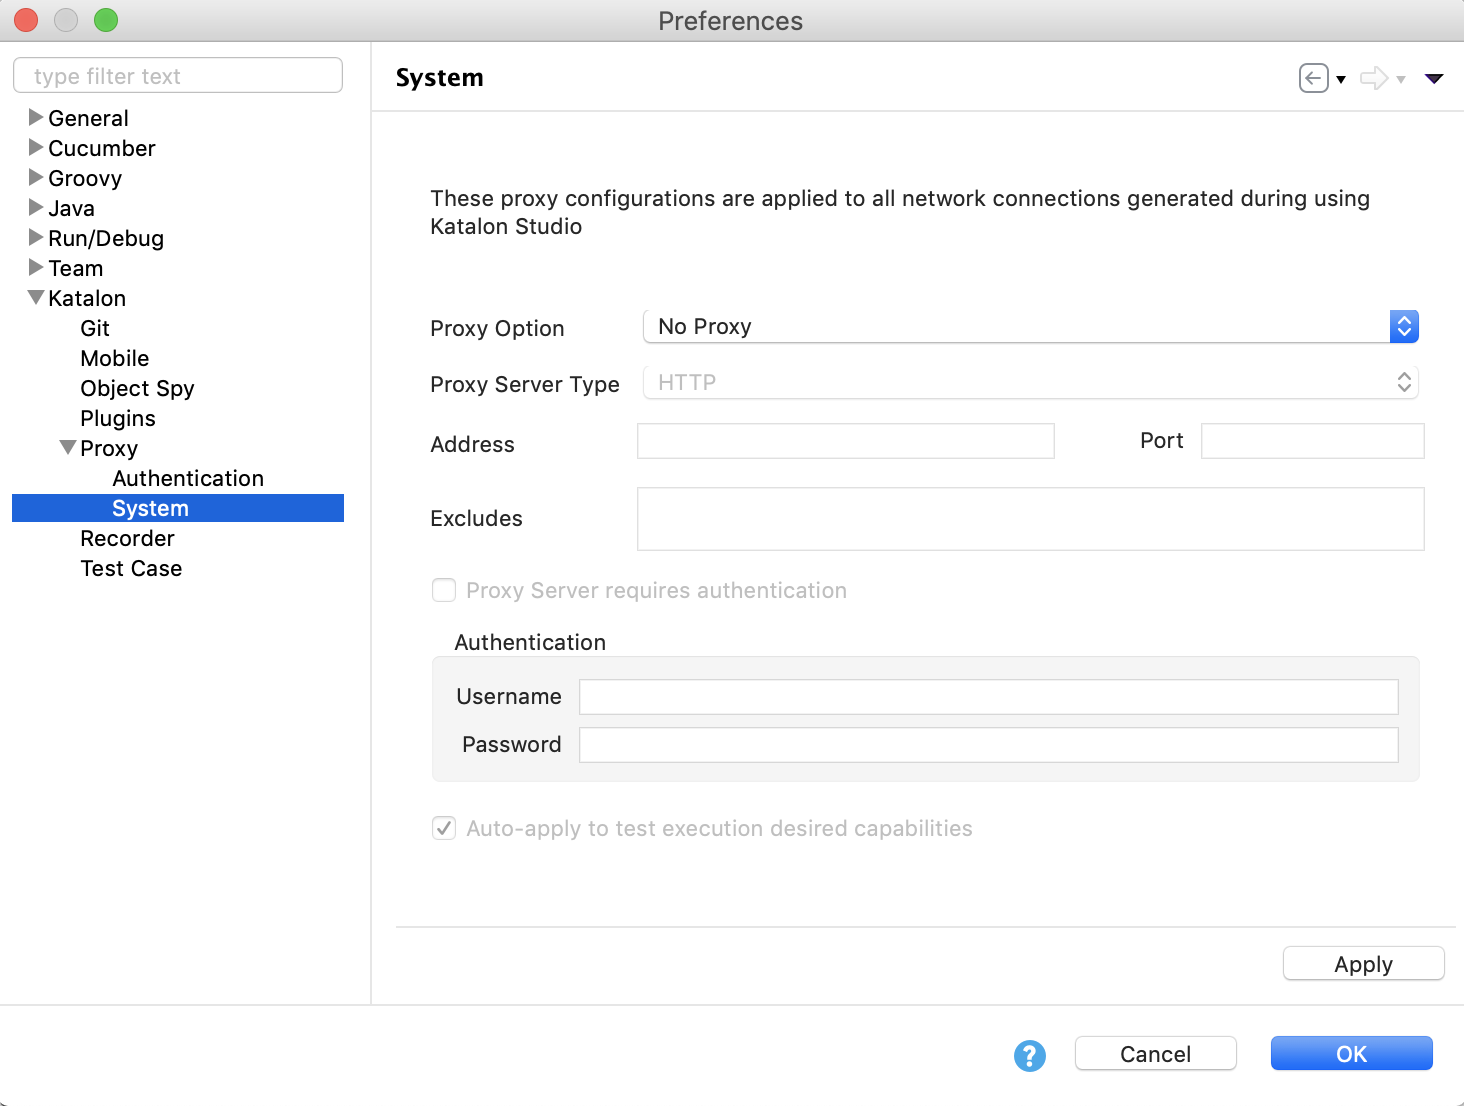 Preferences
type filter text
General
Cucumber
Groovy
Java
Run/Debug
Team
Katalon
Git
Mobile
Object Spy
Plugins
Proxy
Authentication
System
Recorder
Test Case
System
These proxy configurations are applied to all network connections generated during using
Katalon Studio
Proxy Option No Proxy
Proxy Server Type HTTP
Address Port
Excludes
Proxy Server requires authentication
Authentication
Username
Password
Auto-apply to test execution desired capabilities
Apply
? Cancel OK